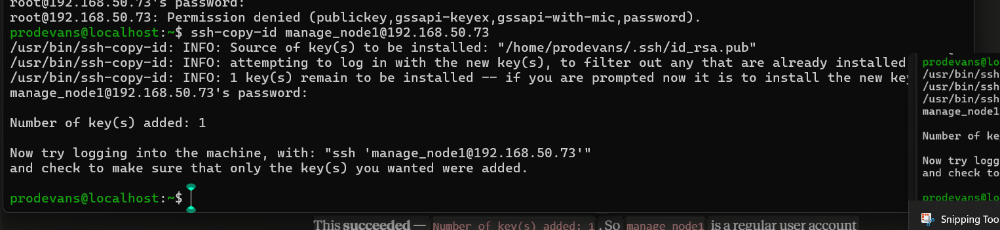 root@192.168.50.73's password:
root@192.168.50.73: Permission denied (publickey,gssapi-keyex,gssapi-with-mic,password).
prodevans@localhost:~$ ssh-copy-id manage_node1@192.168.50.73
/usr/bin/ssh-copy-id: INFO: Source of key(s) to be installed: "/home/prodevans/.ssh/id_rsa.pub"
/usr/bin/ssh-copy-id: INFO: attempting to log in with the new key(s), to filter out any that are already installed
/usr/bin/ssh-copy-id: INFO: 1 key(s) remain to be installed -- if you are prompted now it is to install the new key
manage_node1@192.168.50.73's password:
Number of key(s) added: 1
Now try logging into the machine, with: "ssh 'manage_node1@192.168.50.73'"
and check to make sure that only the key(s) you wanted were added.
prodevans@localhost:~$
prodevans@lo
/usr/bin/ssh
/usr/bin/ssh
/usr/bin/ssh
manage_node1
Number of ke
Now try logg
and check to
prodevans@lo
Snipping Too
This succeeded — Number of key(s) added: 1. So manage_node1 is a regular user account